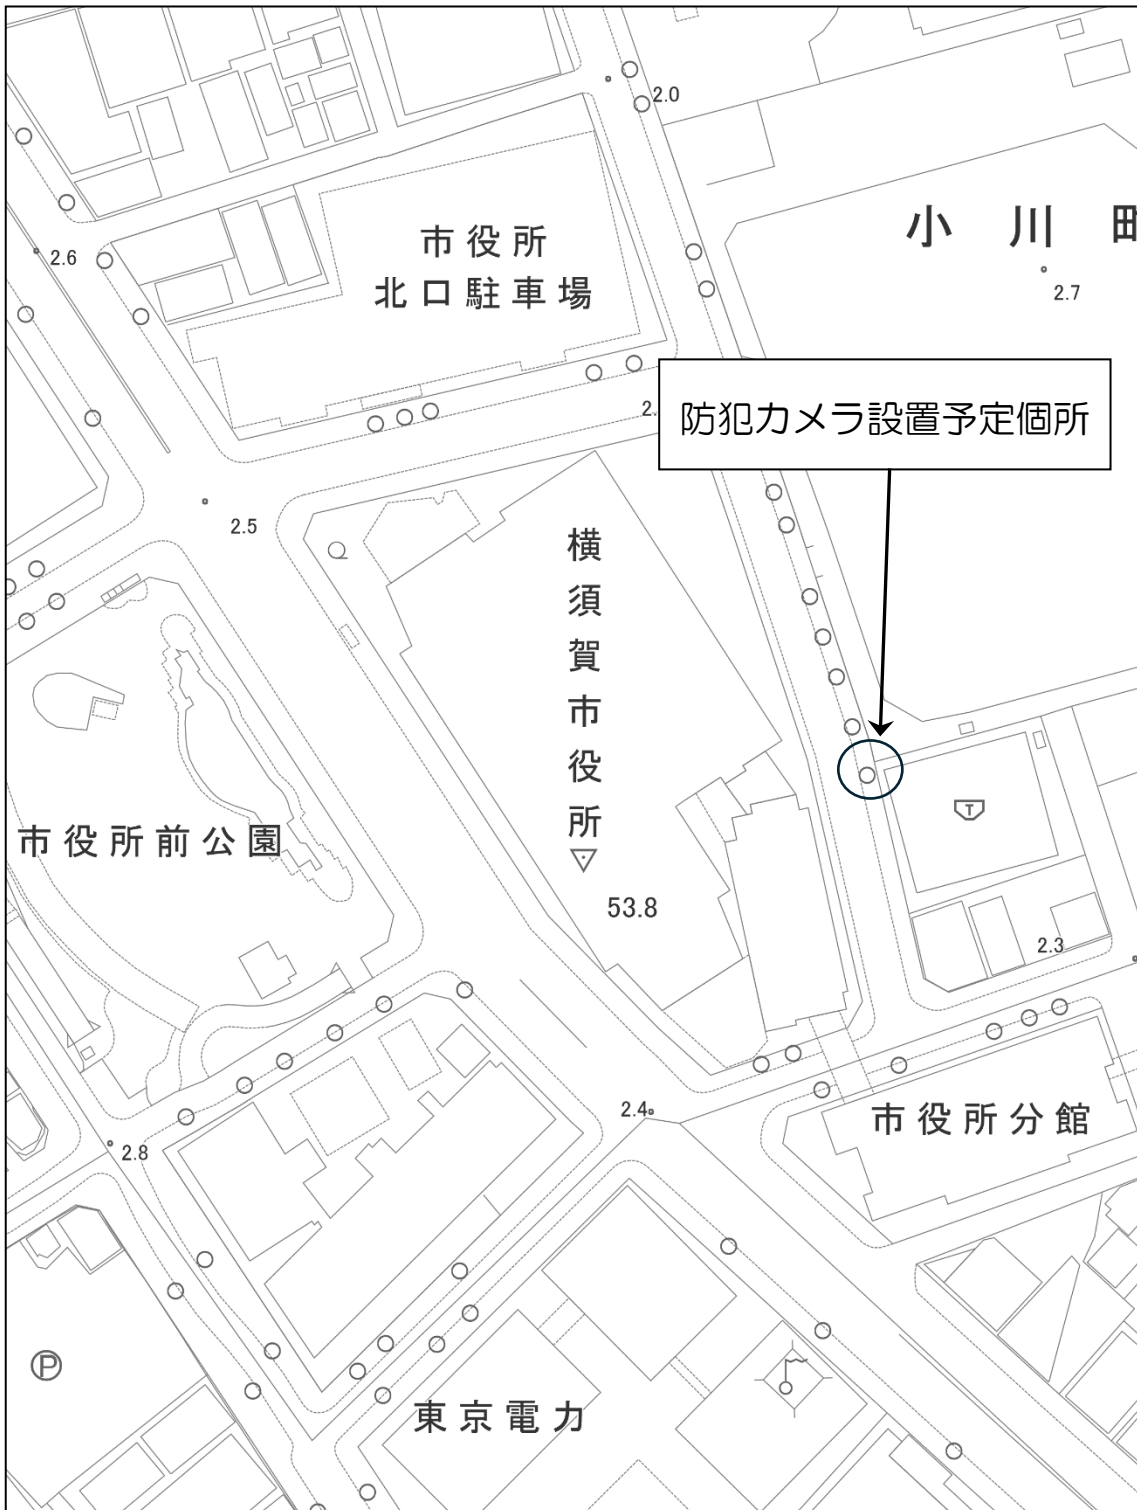 2.0
市役所
北口駐車場
小川町
2.6
2.7
2.
防犯カメラ設置予定個所
2.5
横須賀市役所
T
市役所前公園
53.8
2.3
2.4
市役所分館
2.8
P
東京電力